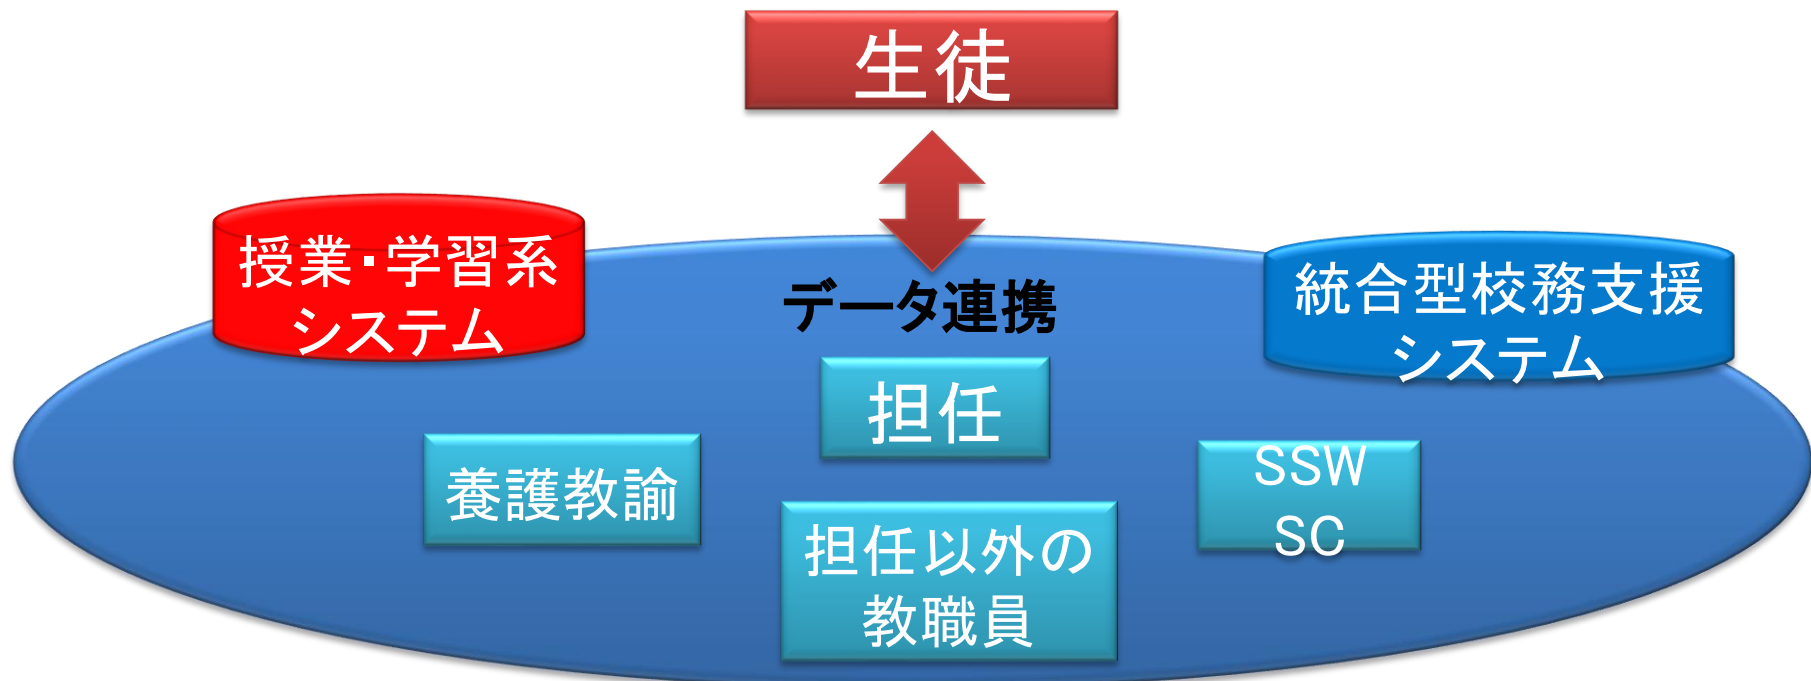 生徒
授業・学習系
システム
統合型校務支援
システム
データ連携
担任
養護教諭
SSW
SC
担任以外の
教職員